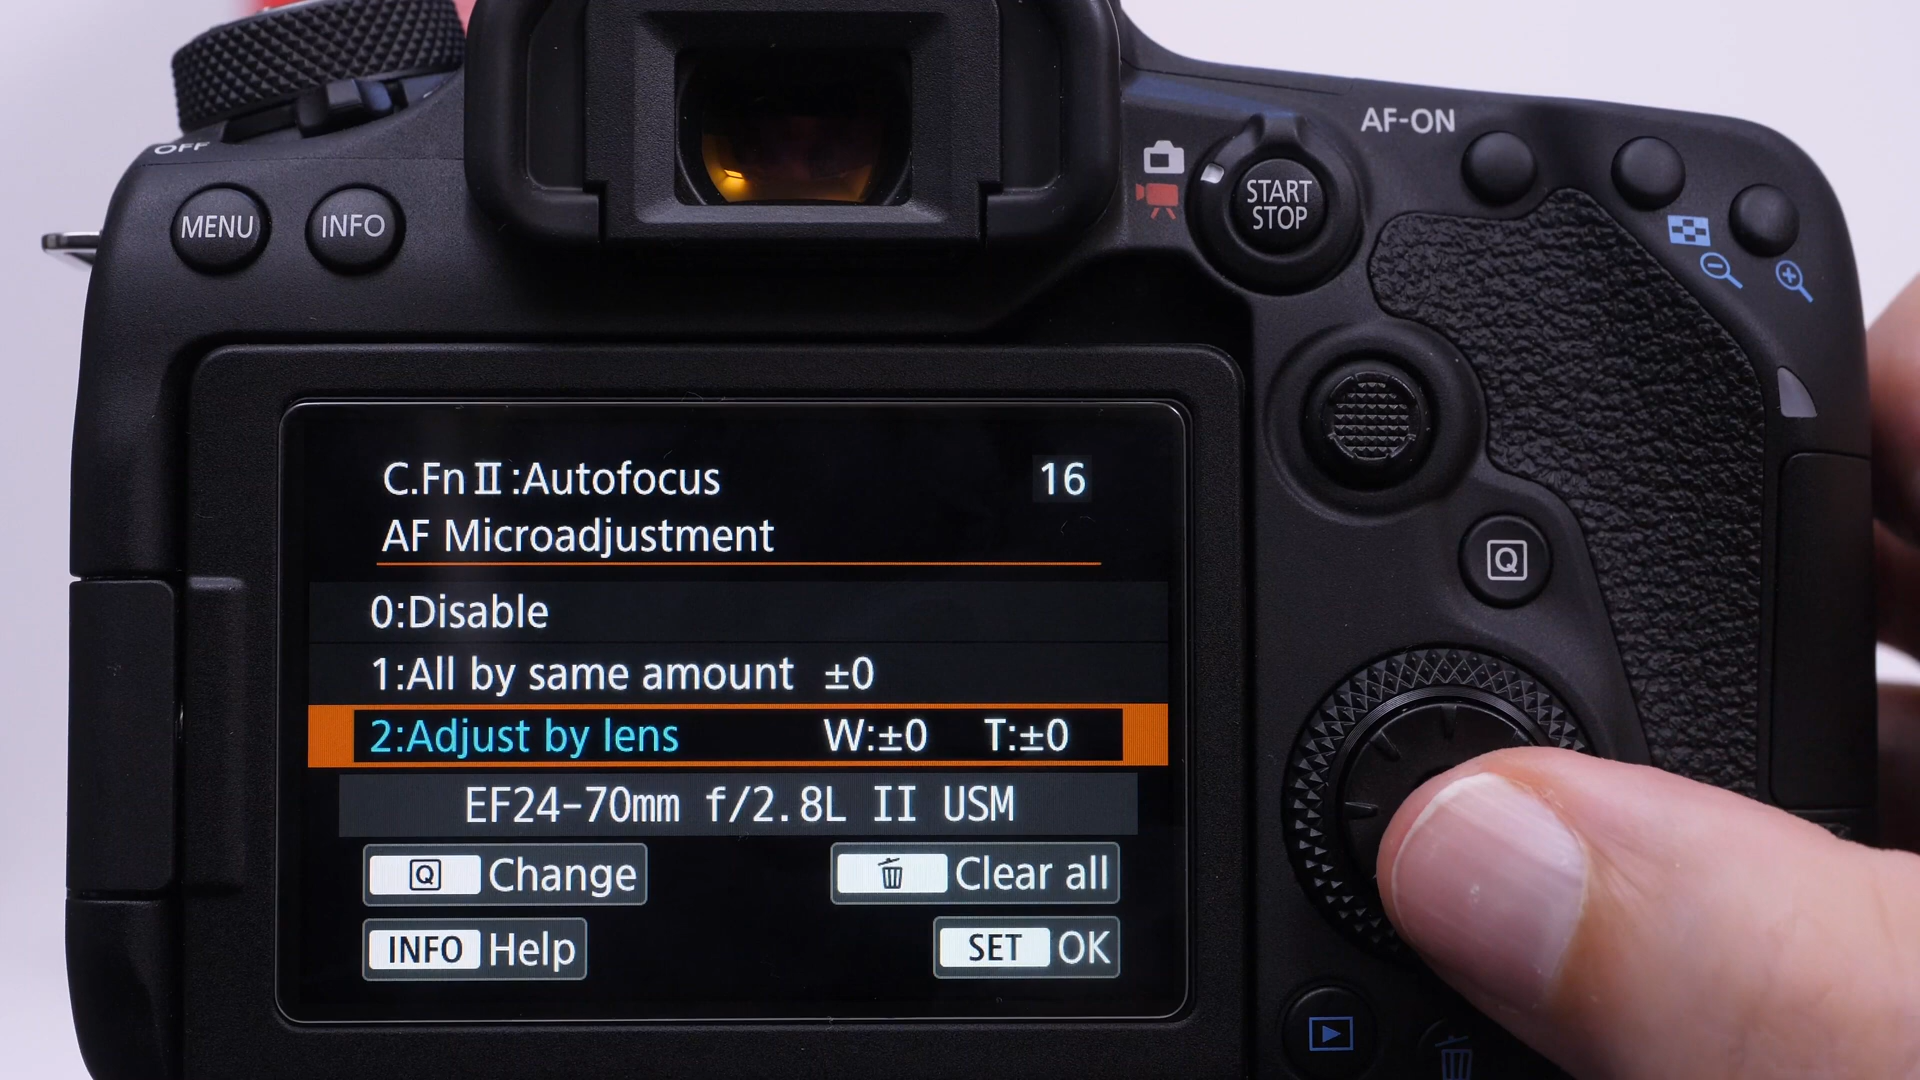 OFF
MENU
INFO
START
STOP
AF-ON
C.Fn II :Autofocus 16
AF Microadjustment
0:Disable
1:All by same amount ±0
2:Adjust by lens W:±0 T:±0
EF24-70mm f/2.8L II USM
Q Change
Clear all
INFO Help
SET OK
Q